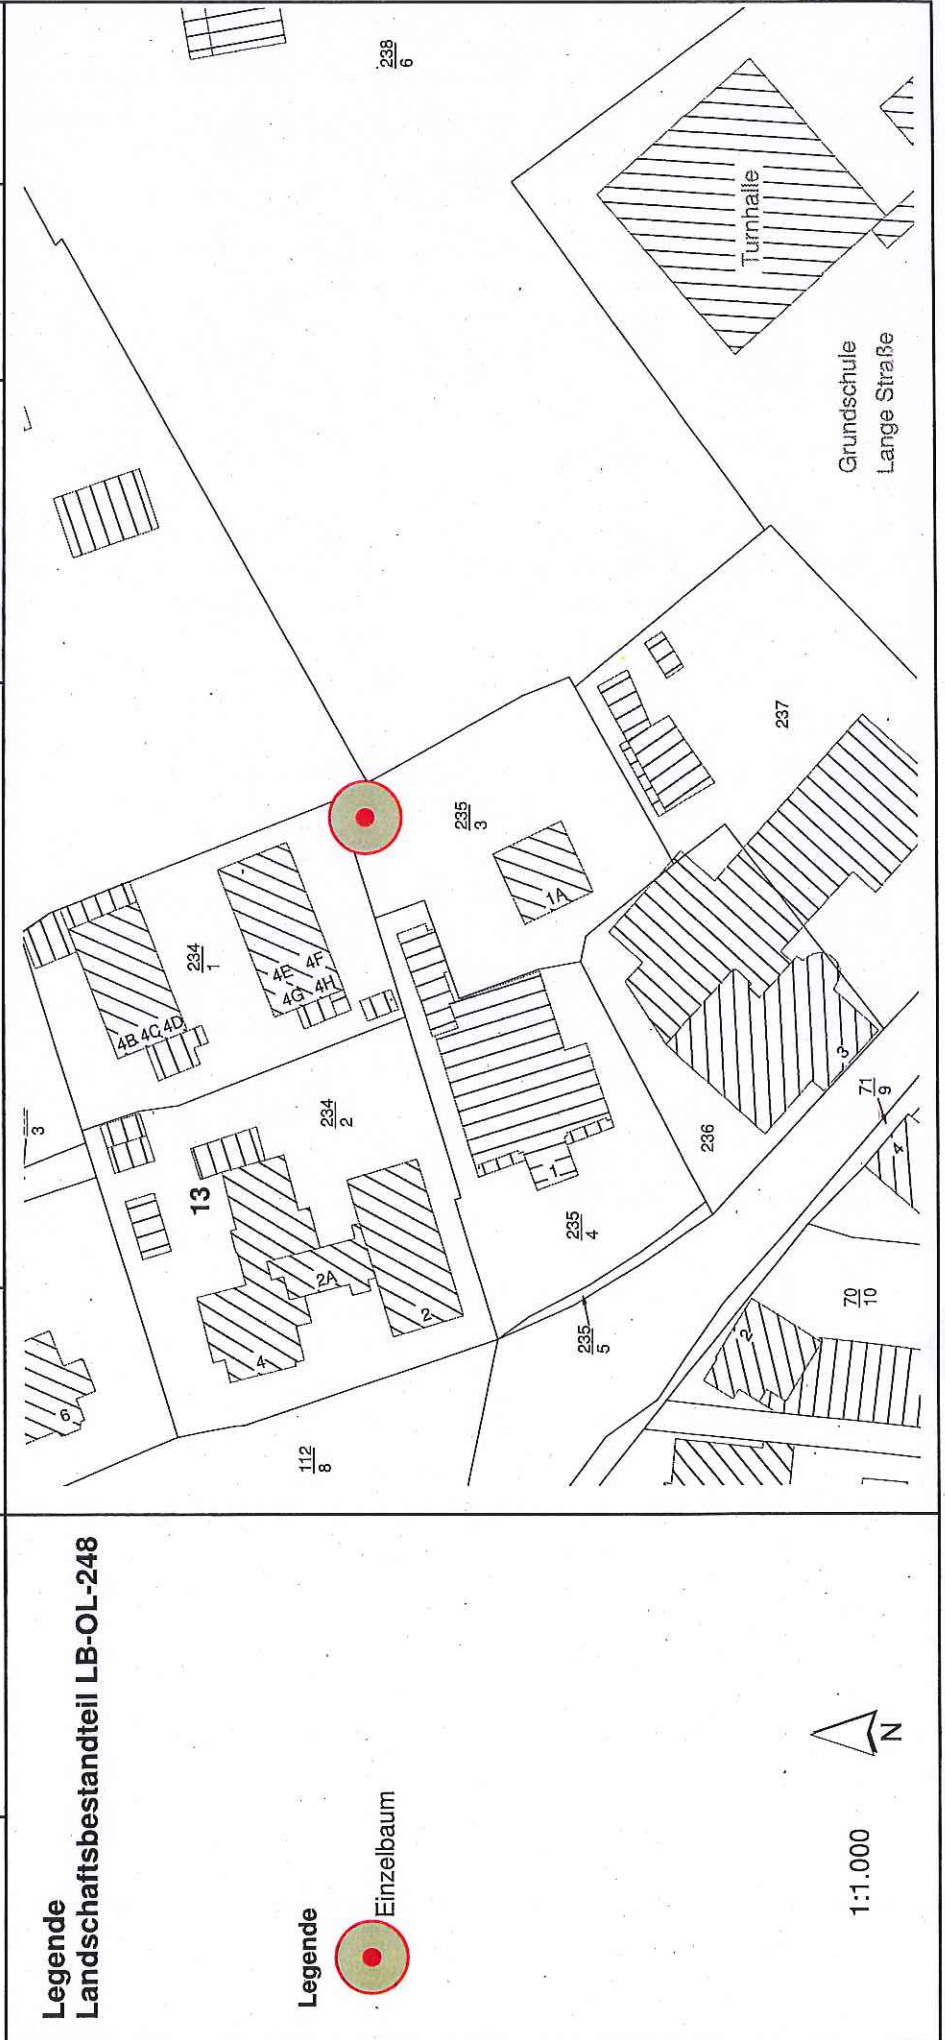 Legende
Landschaftsbestandteil LB-OL-248
Legende
Einzelbaum
1:1.000
N
6
3
4B 4C 4D
234
1
13
4E 4F
4G 4H
234
2
4
2A
2
112
8
238
6
235
3
1A
1
235
4
235
5
236
237
3
71
9
4
2
70
10
Turnhalle
Grundschule
Lange Straße